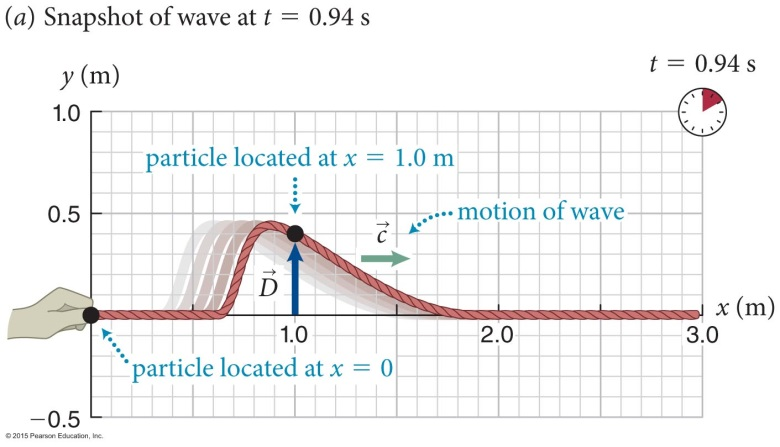 (a) Snapshot of wave at t = 0.94 s
t = 0.94 s
y (m)
1.0
particle located at x = 1.0 m
0.5
motion of wave
c⃗
D⃗
x (m)
1.0
2.0
3.0
particle located at x = 0
−0.5
© 2015 Pearson Education, Inc.